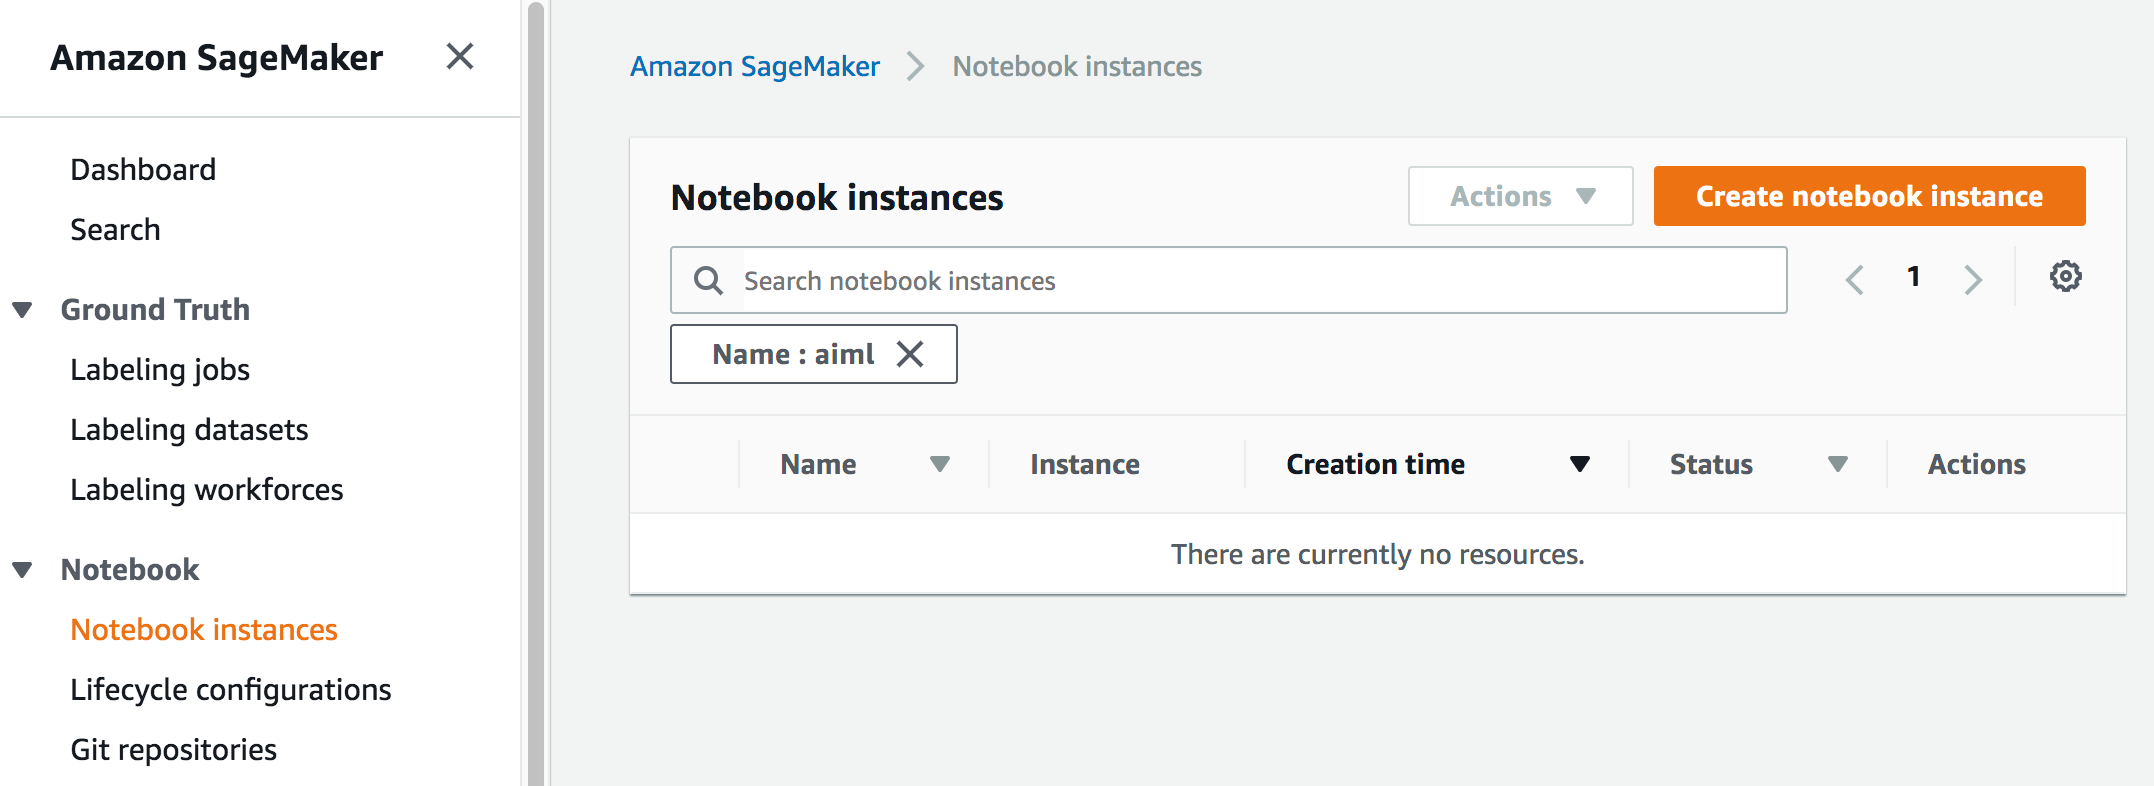 Amazon SageMaker
Dashboard
Search
Ground Truth
Labeling jobs
Labeling datasets
Labeling workforces
Notebook
Notebook instances
Lifecycle configurations
Git repositories
Amazon SageMaker Notebook instances
Notebook instances Actions Create notebook instance
Search notebook instances 1
Name : aiml
Name Instance Creation time Status Actions
There are currently no resources.